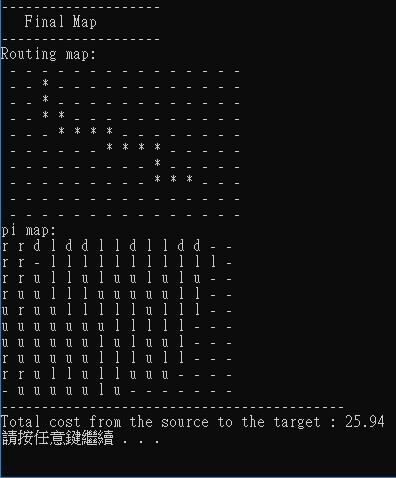 --------------------
Final Map
--------------------
Routing map:
- - - - - - - - - - - - - - -
- - * - - - - - - - - - - - -
- - * - - - - - - - - - - - -
- - * * - - - - - - - - - - -
- - - * * * * - - - - - - - -
- - - - - - * * * * - - - - -
- - - - - - - - - * - - - - -
- - - - - - - - - * * * - - -
- - - - - - - - - - - - - - -
- - - - - - - - - - - - - - -
pi map:
r r d l d d l l d l l d d - -
r r - l l l l l l l l l l l -
r r u l l u l u l u l u l - -
r u u l l l u u u u u l l - -
u r u u l l l u l u l l l - -
u u u u u u u l l l l l - - -
u u u u u u l u l u l l - - -
r u u u u u l l u l u l - - -
r r u l l u l l u u u - - - -
- u u u u u l u - - - - - - -
-------------------------------------------
Total cost from the source to the target : 25.94
請按任意鍵繼續 . . .